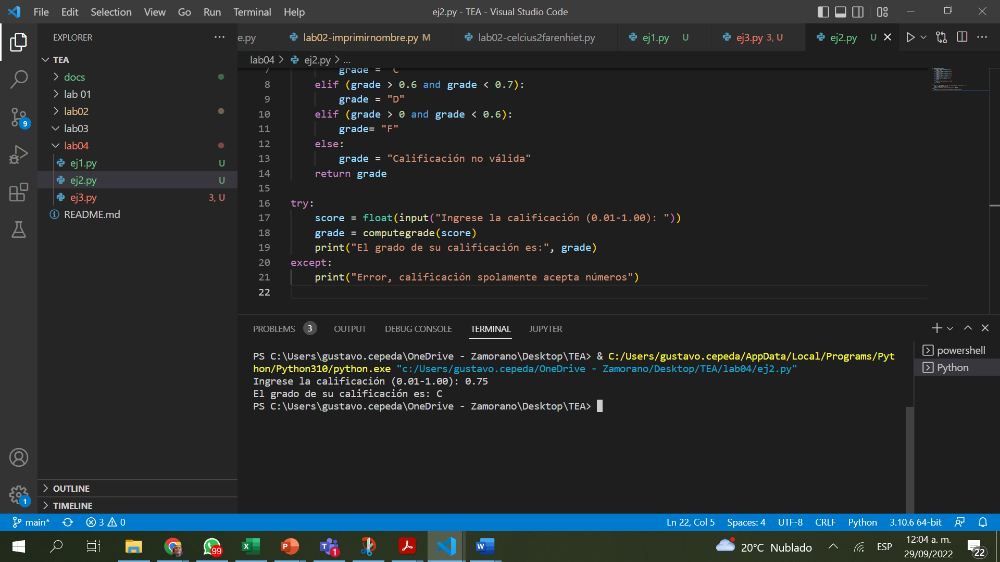 File Edit Selection View Go Run Terminal Help
ej2.py - TEA - Visual Studio Code
EXPLORER
e.py
lab02-imprimirnombre.py M
lab02-celcius2farenhiet.py
ej1.py U
ej3.py 3, U
ej2.py U
TEA
docs
lab 01
lab02
lab03
lab04
ej1.py U
ej2.py U
ej3.py 3, U
README.md
9
OUTLINE
TIMELINE
1
lab04 > ej2.py > ...
7 grade = "C"
8 elif (grade > 0.6 and grade < 0.7):
9 grade = "D"
10 elif (grade > 0 and grade < 0.6):
11 grade= "F"
12 else:
13 grade = "Calificación no válida"
14 return grade
15
16 try:
17 score = float(input("Ingrese la calificación (0.01-1.00): "))
18 grade = computegrade(score)
19 print("El grado de su calificación es:", grade)
20 except:
21 print("Error, calificación spolamente acepta números")
22
PROBLEMS 3 OUTPUT DEBUG CONSOLE TERMINAL JUPYTER
PS C:\Users\gustavo.cepeda\OneDrive - Zamorano\Desktop\TEA> & C:/Users/gustavo.cepeda/AppData/Local/Programs/Pyt
hon/Python310/python.exe "c:/Users/gustavo.cepeda/OneDrive - Zamorano/Desktop/TEA/lab04/ej2.py"
Ingrese la calificación (0.01-1.00): 0.75
El grado de su calificación es: C
PS C:\Users\gustavo.cepeda\OneDrive - Zamorano\Desktop\TEA>
powershell
Python
main* 3 0
Ln 22, Col 5 Spaces: 4 UTF-8 CRLF Python 3.10.6 64-bit
99
1
20°C Nublado
ESP
12:04 a. m.
29/09/2022
22